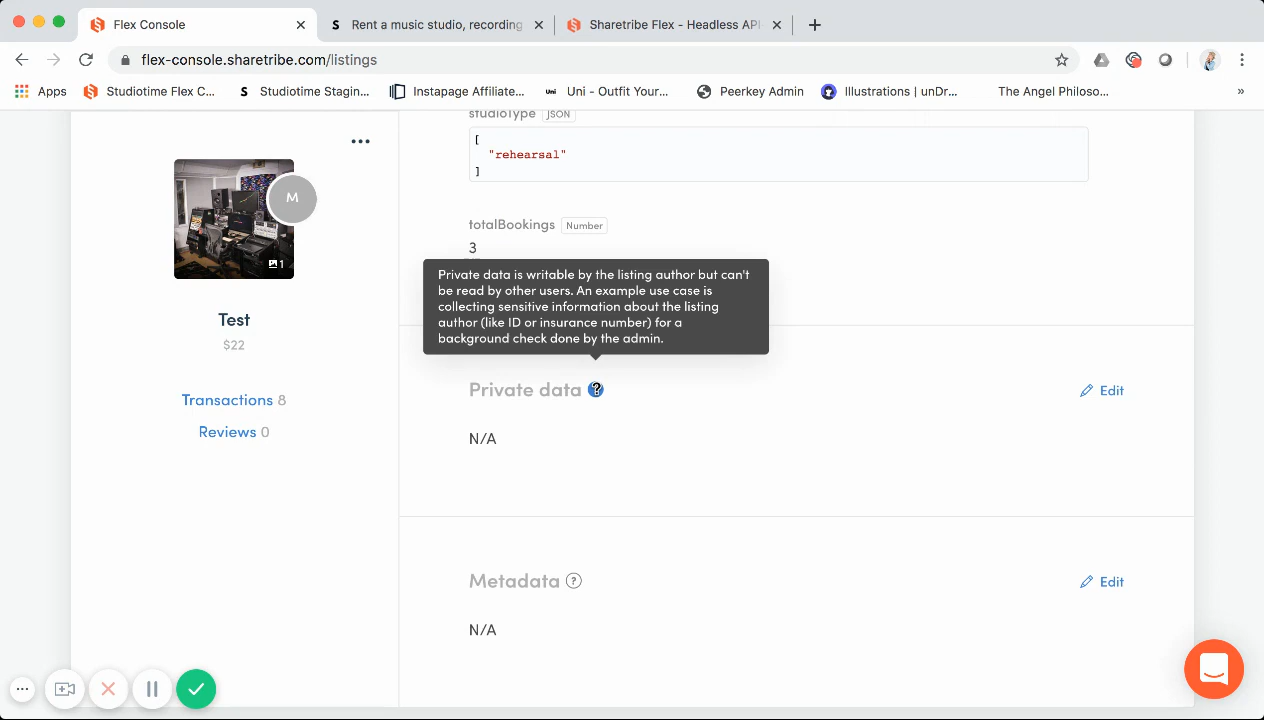 Flex Console
Rent a music studio, recording
Sharetribe Flex - Headless API
flex-console.sharetribe.com/listings
Apps
Studiotime Flex C...
Studiotime Stagin...
Instapage Affiliate...
Uni - Outfit Your...
Peerkey Admin
Illustrations | unDr...
The Angel Philoso...
»
M
1
Test
$22
Transactions 8
Reviews 0
studioType JSON
[
"rehearsal"
]
totalBookings Number
3
Private data is writable by the listing author but can't
be read by other users. An example use case is
collecting sensitive information about the listing
author (like ID or insurance number) for a
background check done by the admin.
Private data ?
Edit
N/A
Metadata ?
Edit
N/A